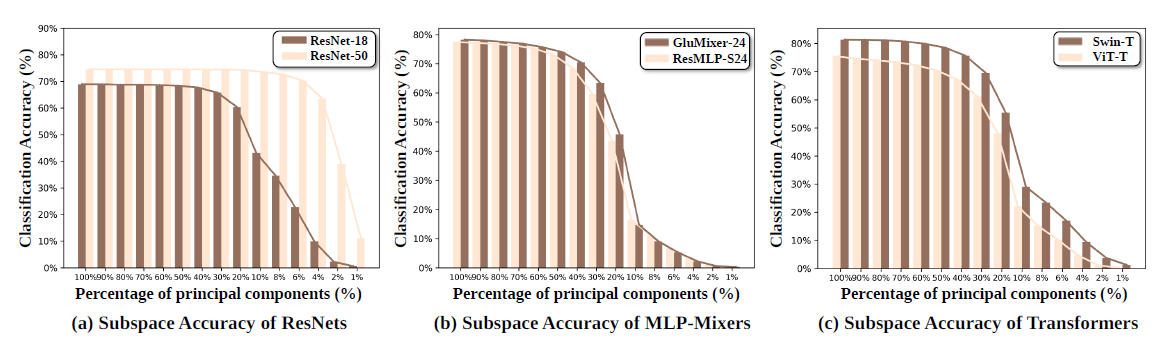 90%
80%
70%
60%
50%
40%
30%
20%
10%
0%
Classification Accuracy (%)
ResNet-18
ResNet-50
100% 90% 80% 70% 60% 50% 40% 30% 20% 10% 8% 6% 4% 2% 1%
Percentage of principal components (%)
(a) Subspace Accuracy of ResNets
80%
70%
60%
50%
40%
30%
20%
10%
0%
Classification Accuracy (%)
GluMixer-24
ResMLP-S24
100% 90% 80% 70% 60% 50% 40% 30% 20% 10% 8% 6% 4% 2% 1%
Percentage of principal components (%)
(b) Subspace Accuracy of MLP-Mixers
80%
70%
60%
50%
40%
30%
20%
10%
0%
Classification Accuracy (%)
Swin-T
ViT-T
100% 90% 80% 70% 60% 50% 40% 30% 20% 10% 8% 6% 4% 2% 1%
Percentage of principal components (%)
(c) Subspace Accuracy of Transformers